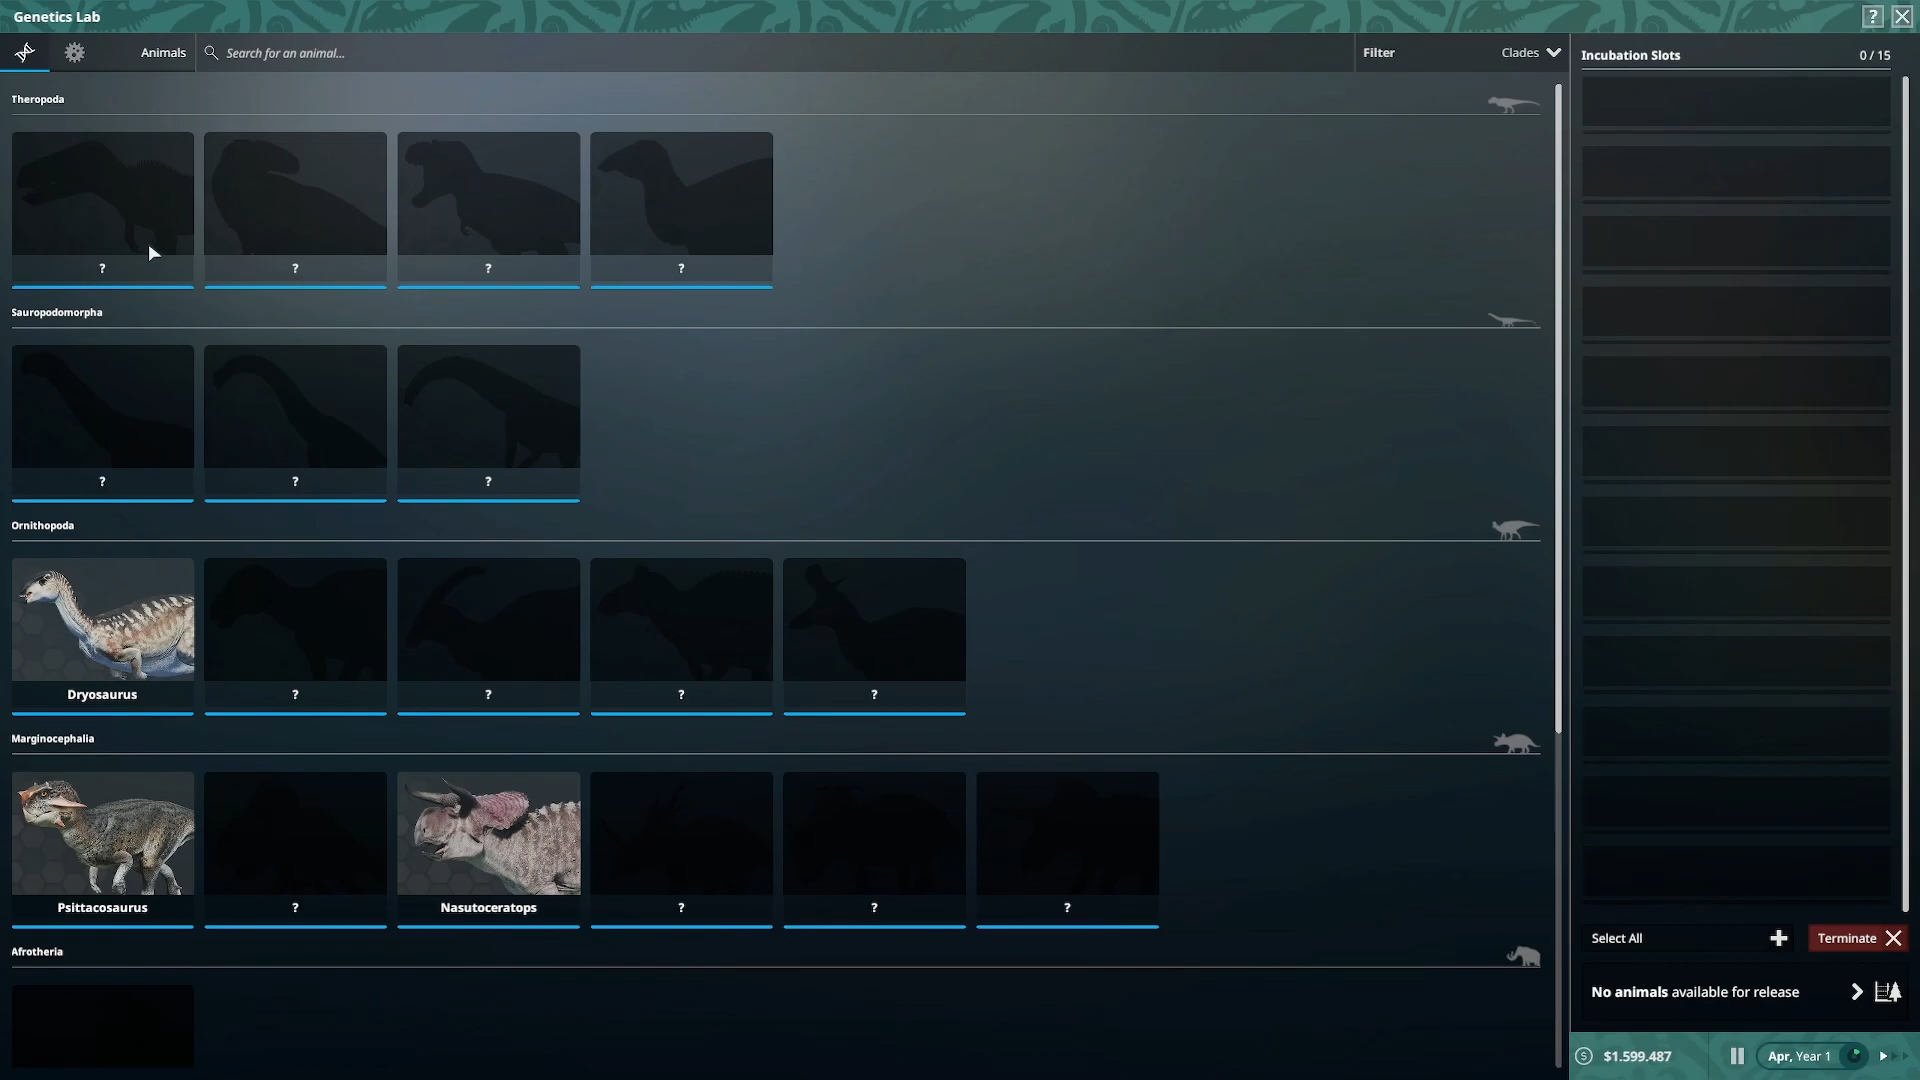 Genetics Lab
?
Animals
Search for an animal...
Filter
Clades
Incubation Slots
0 / 15
Theropoda
?
?
?
?
Sauropodomorpha
?
?
?
Ornithopoda
Dryosaurus
?
?
?
?
Marginocephalia
Psittacosaurus
?
Nasutoceratops
?
?
?
Afrotheria
Select All
Terminate
No animals available for release
$1.599.487
Apr, Year 1